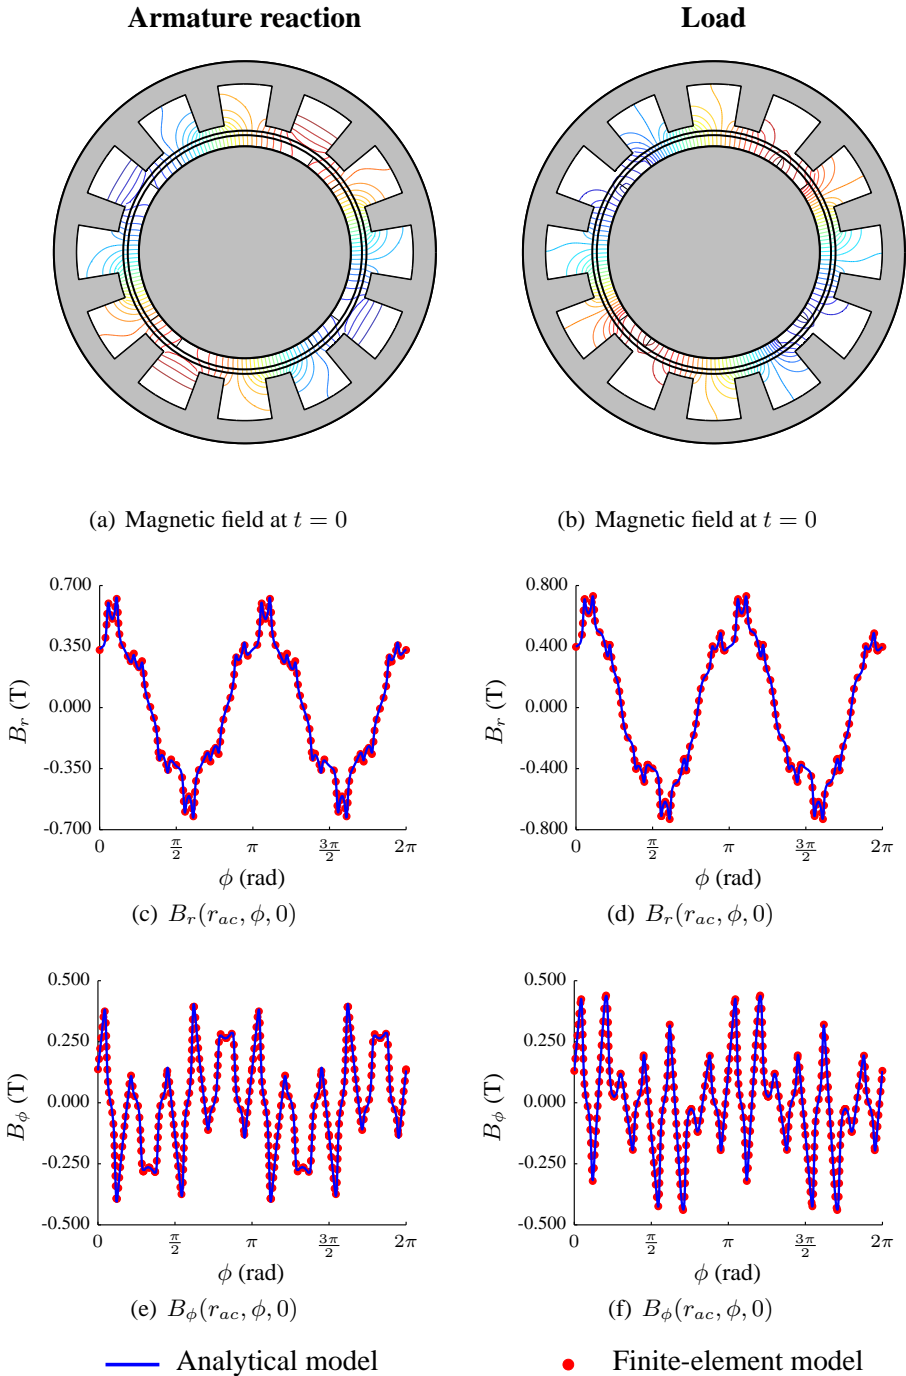 Armature reaction
Load
(a) Magnetic field at t = 0
(b) Magnetic field at t = 0
0.700
0.350
0.000
-0.350
-0.700
B_r (T)
0
π/2
π
3π/2
2π
ϕ (rad)
(c) B_r(r_ac, ϕ, 0)
0.800
0.400
0.000
-0.400
-0.800
B_r (T)
0
π/2
π
3π/2
2π
ϕ (rad)
(d) B_r(r_ac, ϕ, 0)
0.500
0.250
0.000
-0.250
-0.500
B_ϕ (T)
0
π/2
π
3π/2
2π
ϕ (rad)
(e) B_ϕ(r_ac, ϕ, 0)
0.500
0.250
0.000
-0.250
-0.500
B_ϕ (T)
0
π/2
π
3π/2
2π
ϕ (rad)
(f) B_ϕ(r_ac, ϕ, 0)
Analytical model
Finite-element model